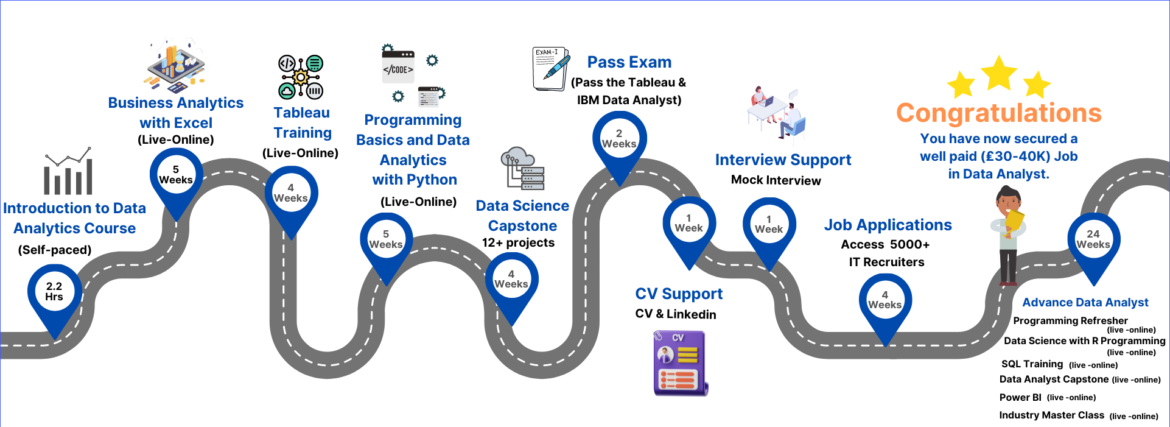 Introduction to Data
Analytics Course
(Self-paced)
2.2
Hrs
Business Analytics
with Excel
(Live-Online)
5
Weeks
Tableau
Training
(Live-Online)
4
Weeks
</CODE>
Programming
Basics and Data
Analytics
with Python
(Live-Online)
5
Weeks
Data Science
Capstone
12+ projects
4
Weeks
EXAM-I
Pass Exam
(Pass the Tableau &
IBM Data Analyst)
2
Weeks
1
Week
CV Support
CV & Linkedin
CV
Interview Support
Mock Interview
1
Week
Job Applications
Access 5000+
IT Recruiters
4
Weeks
Congratulations
You have now secured a
well paid (£30-40K) Job
in Data Analyst.
24
Weeks
Advance Data Analyst
Programming Refresher
(live -online)
Data Science with R Programming
(live -online)
SQL Training (live -online)
Data Analyst Capstone (live -online)
Power BI (live -online)
Industry Master Class (live -online)